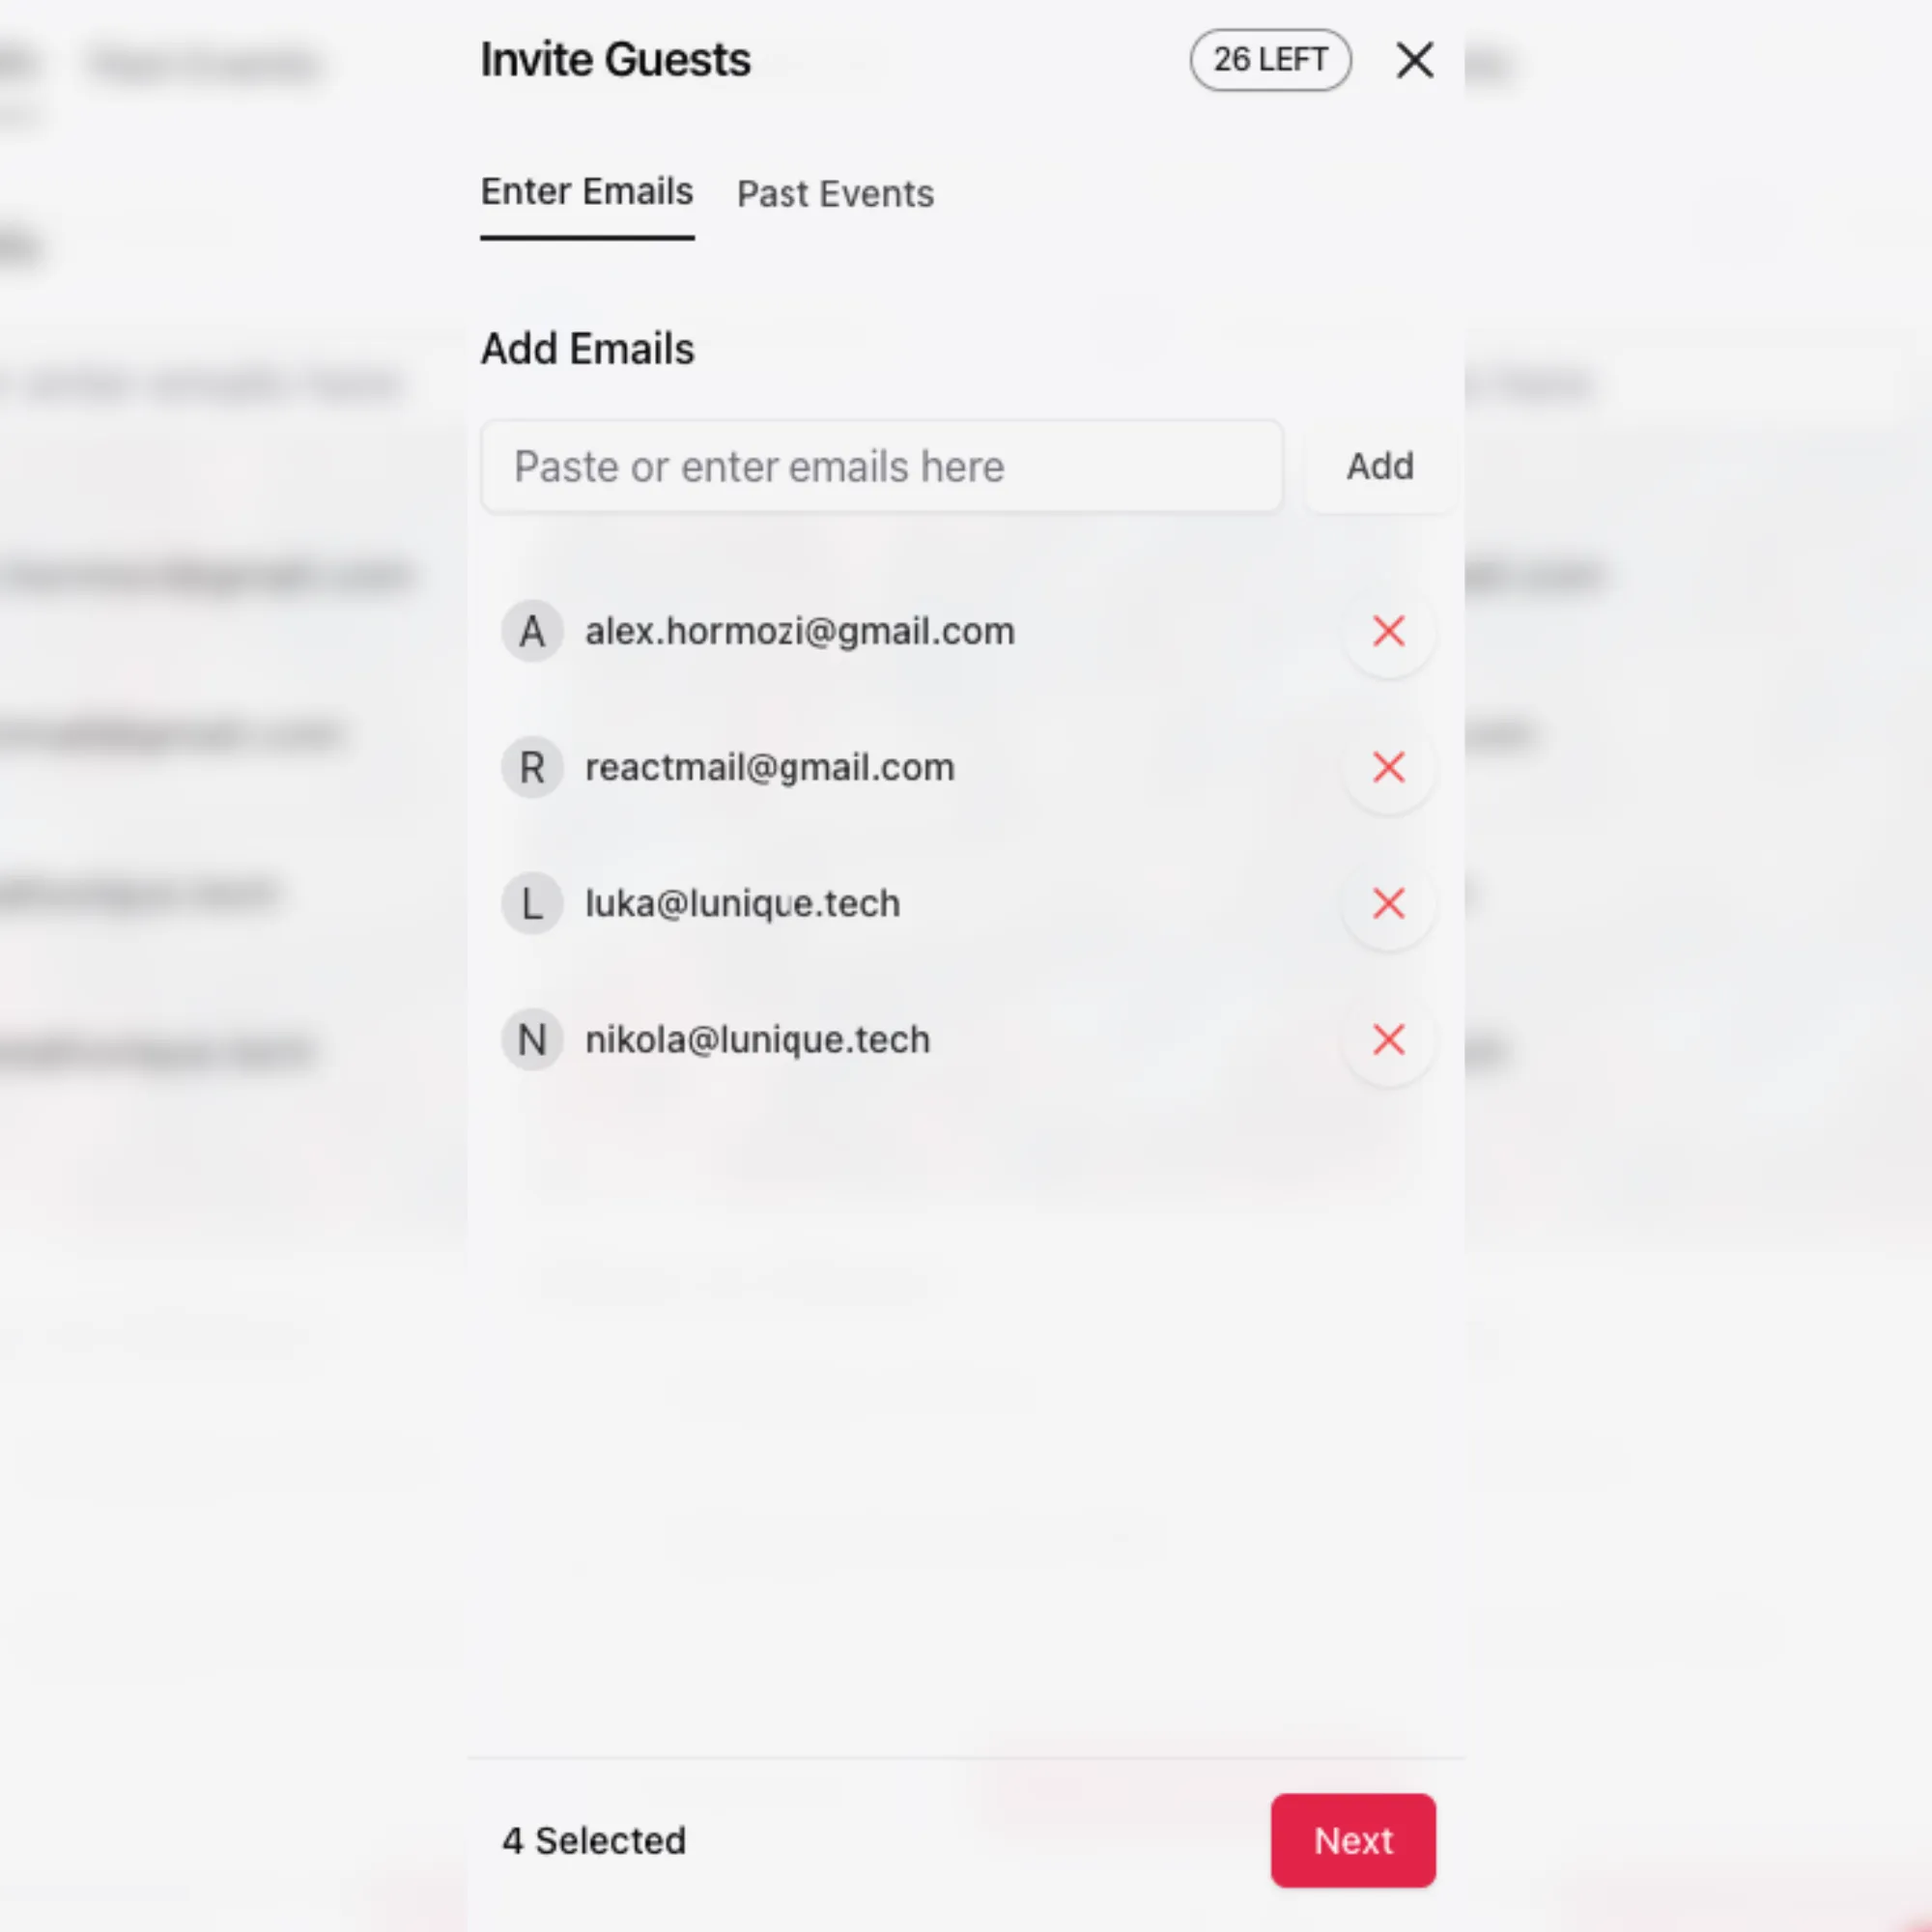 Invite Guests
26 LEFT
Enter Emails
Past Events
Add Emails
Paste or enter emails here
Add
A alex.hormozi@gmail.com
R reactmail@gmail.com
L luka@lunique.tech
N nikola@lunique.tech
4 Selected
Next